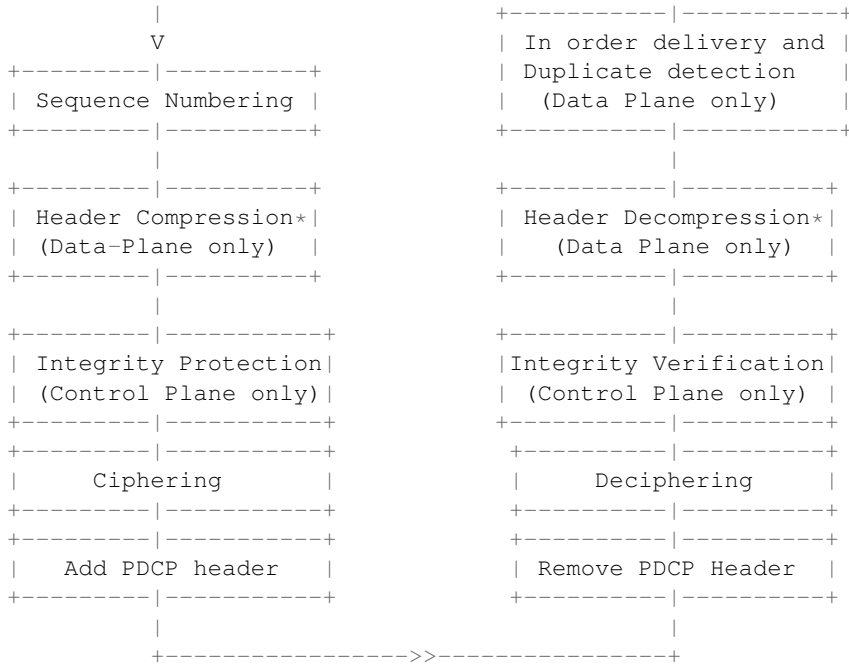 |                      +-----------|-----------+
            V                      | In order delivery and |
+---------|----------+             | Duplicate detection   |
| Sequence Numbering |             |   (Data Plane only)    |
+---------|----------+             +-----------|-----------+
          |                                    |
+---------|----------+             +-----------|----------+
| Header Compression*|             | Header Decompression*|
| (Data-Plane only)  |             |   (Data Plane only)  |
+---------|----------+             +-----------|----------+
          |                                    |
+---------|-----------+            +-----------|----------+
| Integrity Protection|            |Integrity Verification|
| (Control Plane only)|            | (Control Plane only) |
+---------|-----------+            +-----------|----------+
+---------|-----------+             +----------|----------+
|     Ciphering       |             |     Deciphering     |
+---------|-----------+             +----------|----------+
+---------|-----------+             +----------|----------+
|   Add PDCP header   |             | Remove PDCP Header  |
+---------|-----------+             +----------|----------+
          |                                    |
          +----------------->>----------------+